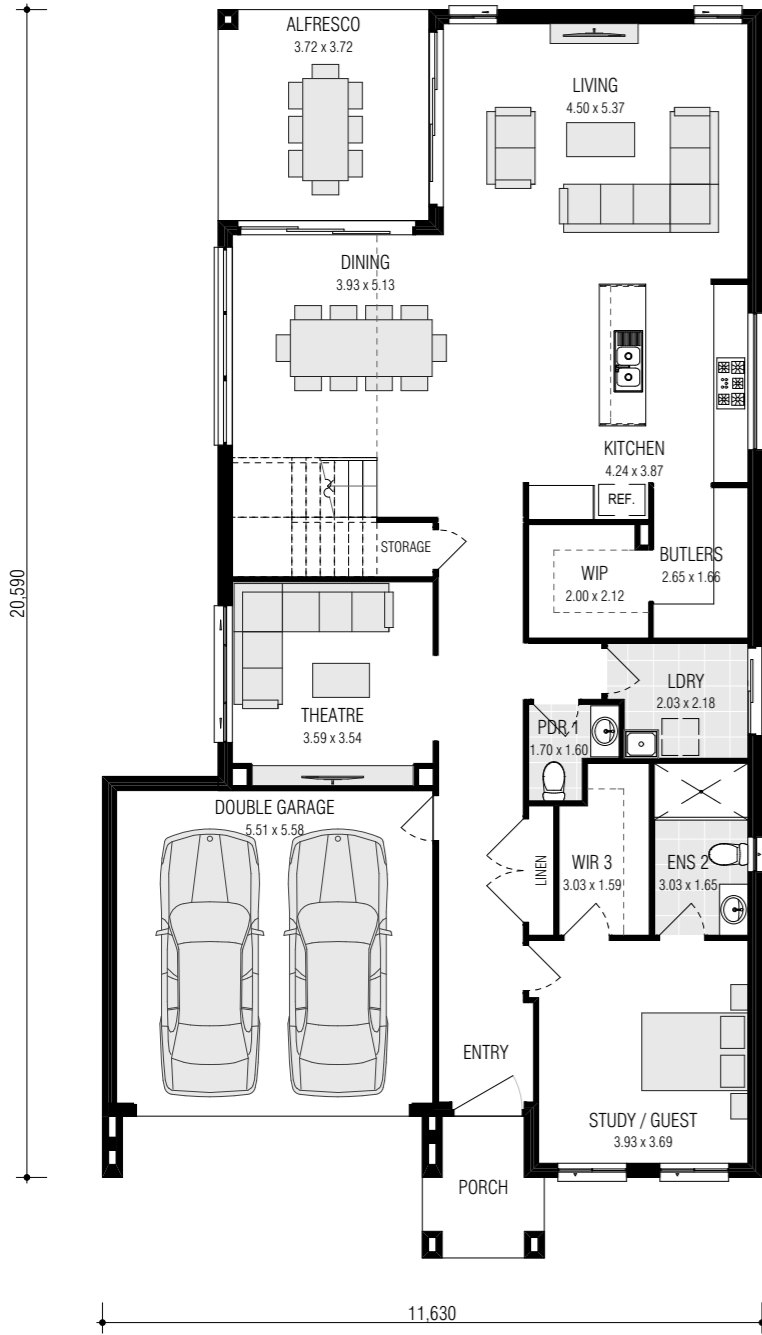 ALFRESCO
3.72 x 3.72
LIVING
4.50 x 5.37
DINING
3.93 x 5.13
KITCHEN
4.24 x 3.87
REF.
STORAGE
WIP
2.00 x 2.12
BUTLERS
2.65 x 1.66
20,590
THEATRE
3.59 x 3.54
LDRY
2.03 x 2.18
PDR 1
1.70 x 1.60
DOUBLE GARAGE
5.51 x 5.58
LINEN
WIR 3
3.03 x 1.59
ENS 2
3.03 x 1.65
ENTRY
STUDY / GUEST
3.93 x 3.69
PORCH
11,630